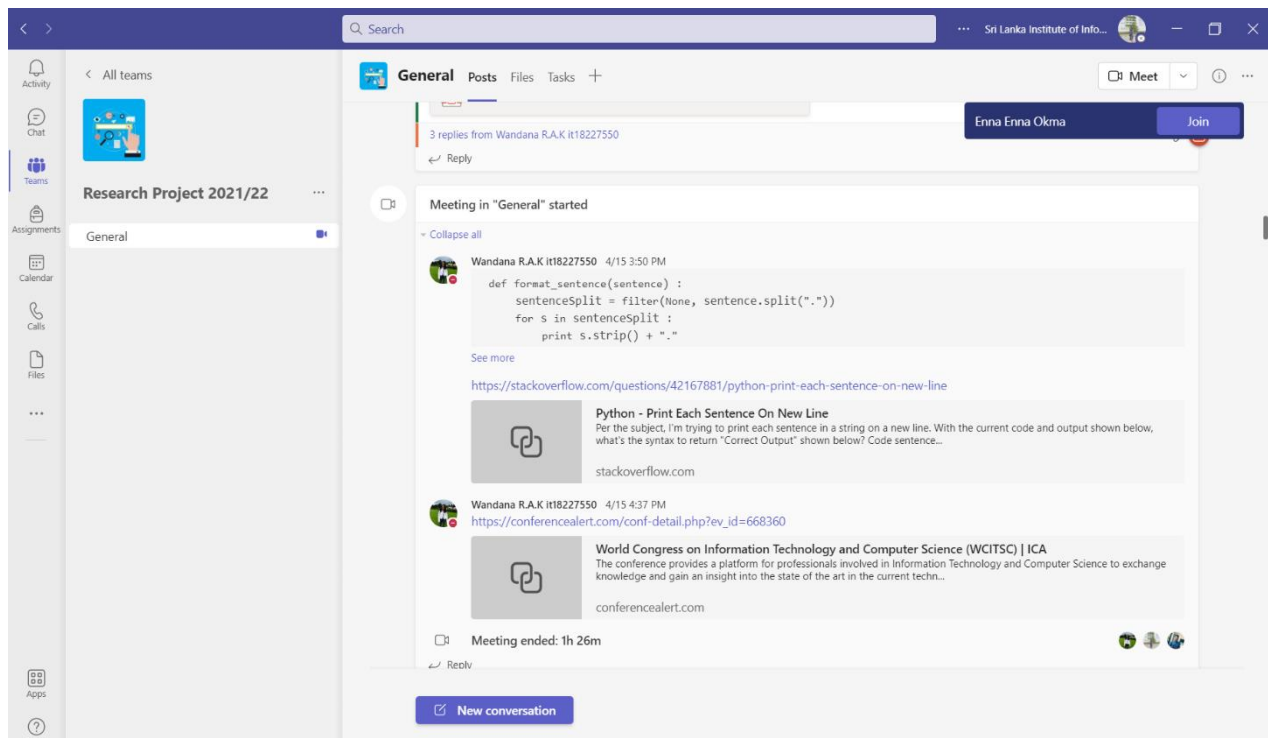 Search
... Sri Lanka Institute of Info...
Activity
Chat
Teams
Assignments
Calendar
Calls
Files
...
Apps
All teams
Research Project 2021/22 ...
General
General Posts Files Tasks +
Meet
...
Enna Enna Okma Join
3 replies from Wandana R.A.K it18227550
Reply
Meeting in "General" started
Collapse all
Wandana R.A.K it18227550 4/15 3:50 PM
def format_sentence(sentence) :
sentenceSplit = filter(None, sentence.split("."))
for s in sentenceSplit :
print s.strip() + "."
See more
https://stackoverflow.com/questions/42167881/python-print-each-sentence-on-new-line
Python - Print Each Sentence On New Line
Per the subject, I'm trying to print each sentence in a string on a new line. With the current code and output shown below,
what's the syntax to return "Correct Output" shown below? Code sentence...
stackoverflow.com
Wandana R.A.K it18227550 4/15 4:37 PM
https://conferencealert.com/conf-detail.php?ev_id=668360
World Congress on Information Technology and Computer Science (WCITSC) | ICA
The conference provides a platform for professionals involved in Information Technology and Computer Science to exchange
knowledge and gain an insight into the state of the art in the current techn...
conferencealert.com
Meeting ended: 1h 26m
Reply
New conversation